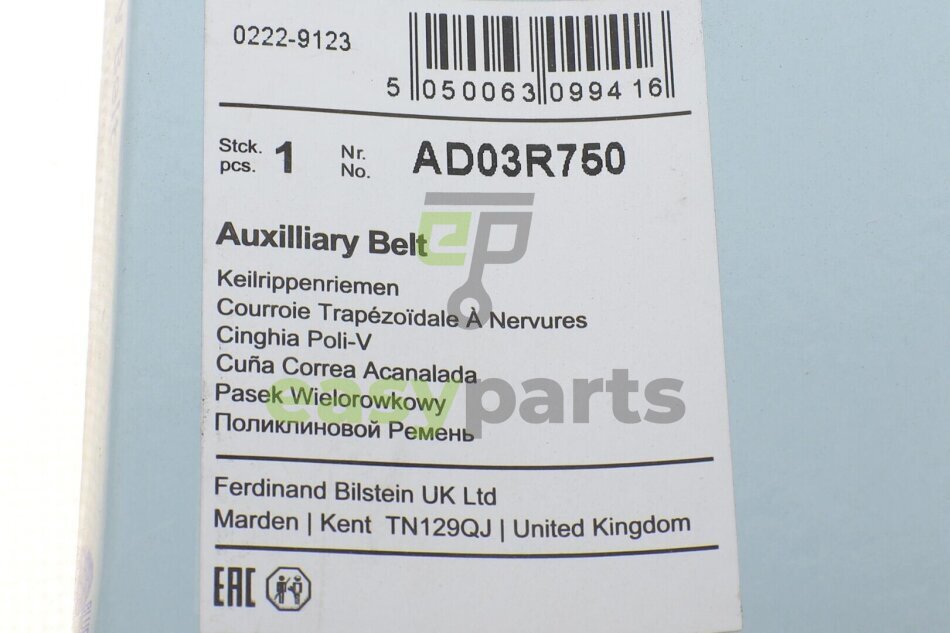 0222-9123
5 050063 099416
Stck. 1 Nr. AD03R750
pcs. No.
Auxilliary Belt
ep
Keilrippenriemen
Courroie Trapézoïdale À Nervures
Cinghia Poli-V
Cuña Correa Acanalada
easyparts
Pasek Wielorowkowy
Поликлиновой Ремень
Ferdinand Bilstein UK Ltd
Marden | Kent TN129QJ | United Kingdom
EAC